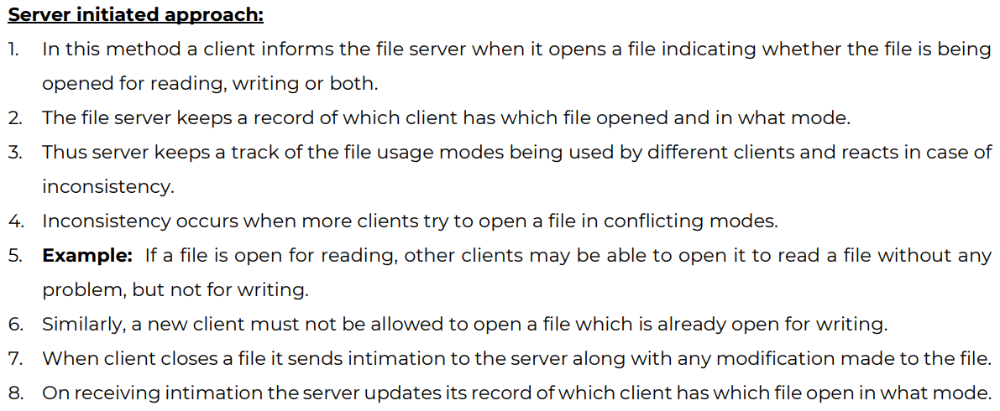 Server initiated approach:
1. In this method a client informs the file server when it opens a file indicating whether the file is being
opened for reading, writing or both.
2. The file server keeps a record of which client has which file opened and in what mode.
3. Thus server keeps a track of the file usage modes being used by different clients and reacts in case of
inconsistency.
4. Inconsistency occurs when more clients try to open a file in conflicting modes.
5. Example: If a file is open for reading, other clients may be able to open it to read a file without any
problem, but not for writing.
6. Similarly, a new client must not be allowed to open a file which is already open for writing.
7. When client closes a file it sends intimation to the server along with any modification made to the file.
8. On receiving intimation the server updates its record of which client has which file open in what mode.